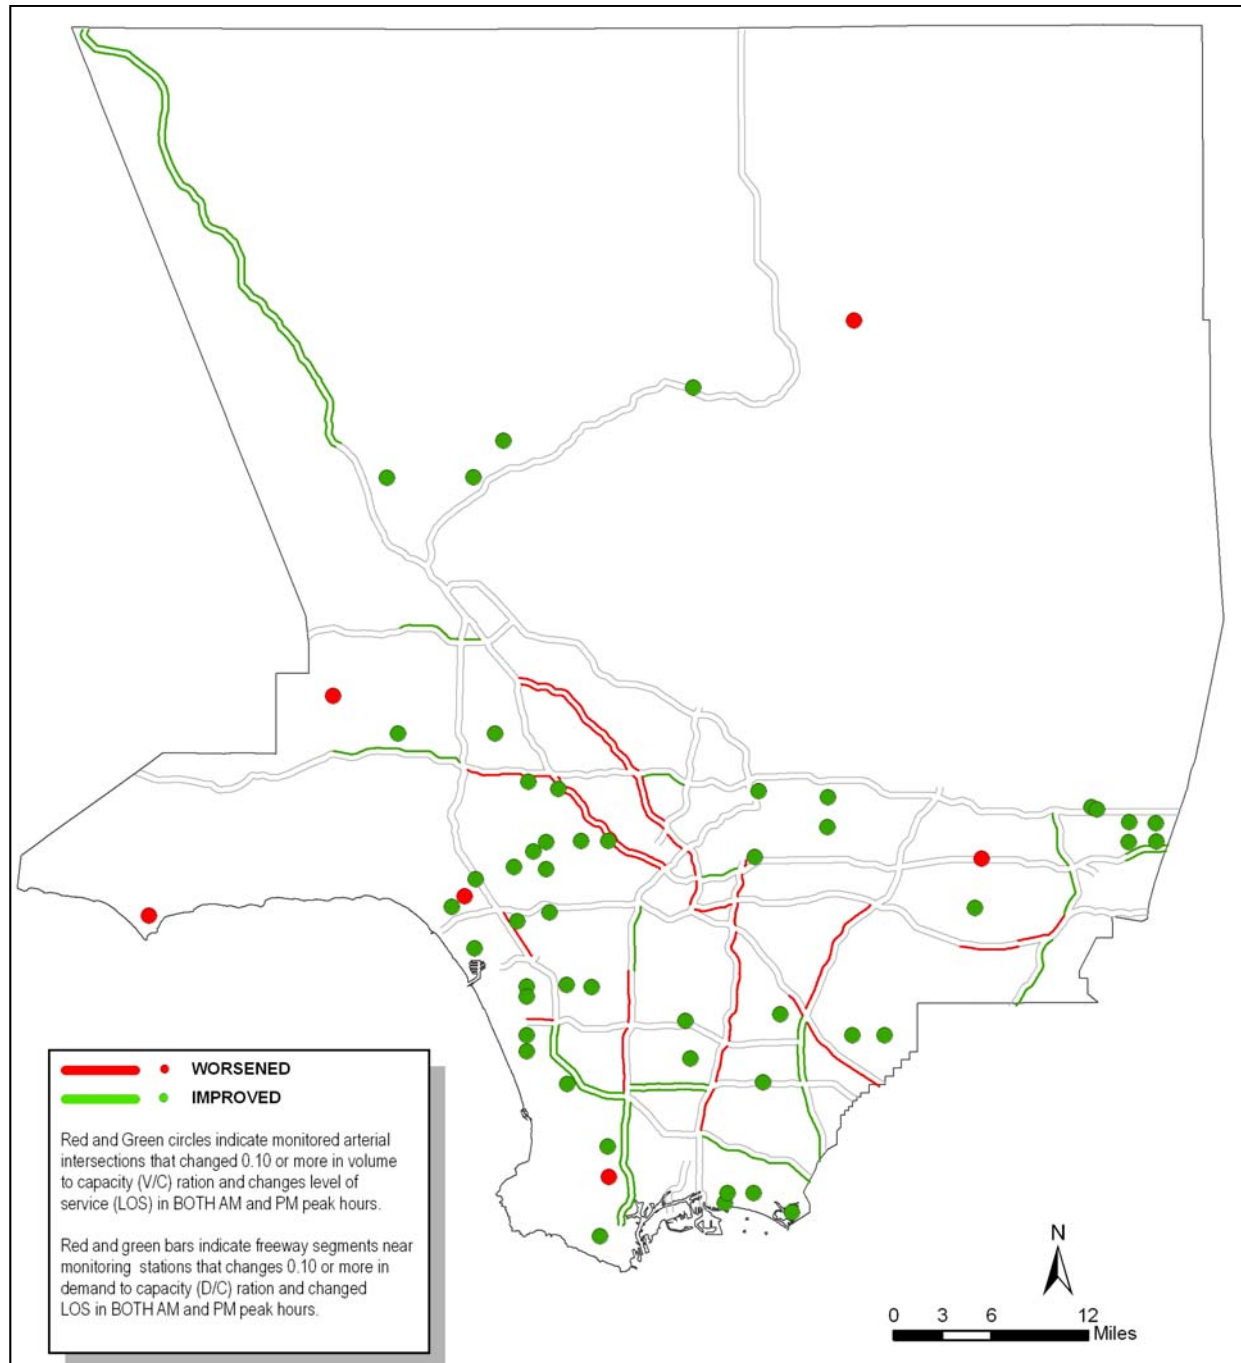 WORSENED
IMPROVED
Red and Green circles indicate monitored arterial
intersections that changed 0.10 or more in volume
to capacity (V/C) ration and changes level of
service (LOS) in BOTH AM and PM peak hours.
Red and green bars indicate freeway segments near
monitoring stations that changes 0.10 or more in
demand to capacity (D/C) ration and changed
LOS in BOTH AM and PM peak hours.
N
0 3 6 12
Miles